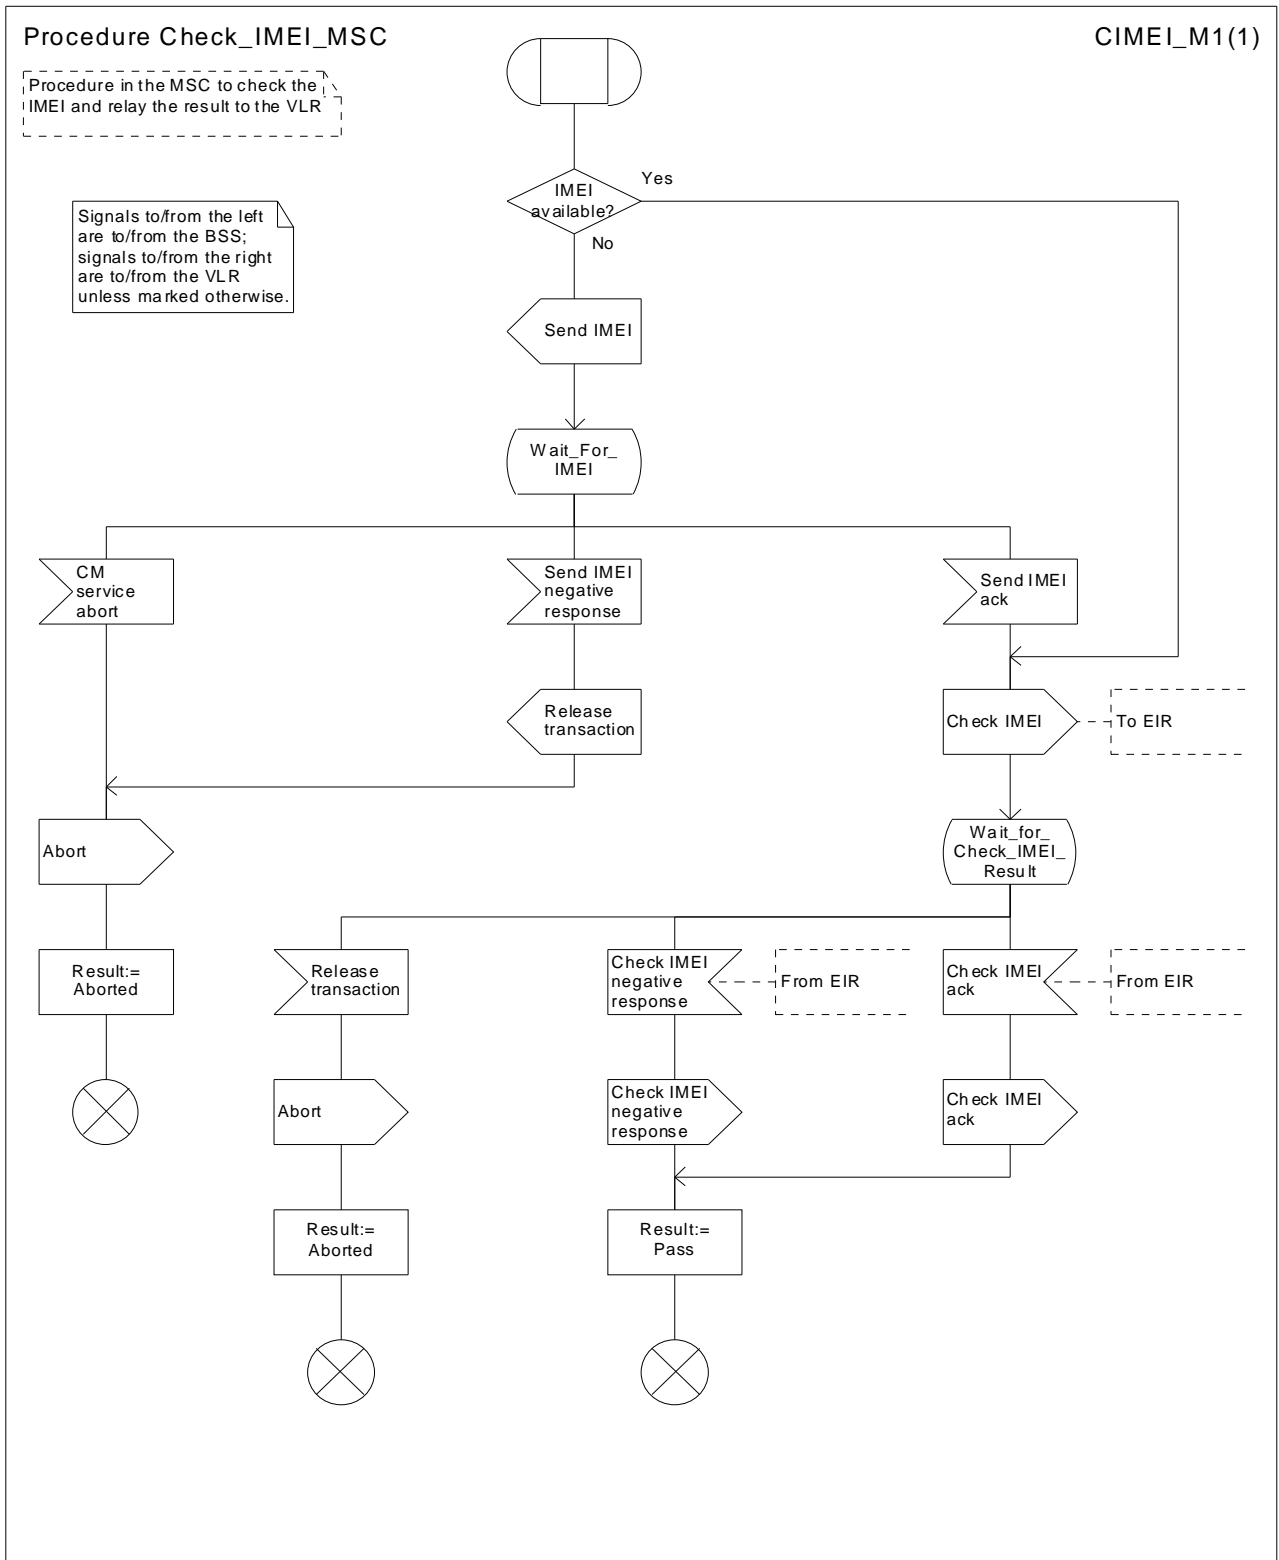 Procedure Check_IMEI_MSC
CIMEI_M1(1)
Procedure in the MSC to check the
IMEI and relay the result to the VLR
Signals to/from the left
are to/from the BSS;
signals to/from the right
are to/from the VLR
unless marked otherwise.
IMEI
available?
Yes
No
Send IMEI
Wait_For_
IMEI
CM
service
abort
Send IMEI
negative
response
Send IMEI
ack
Release
transaction
Check IMEI
To EIR
Abort
Wait_for_
Check_IMEI_
Result
Result:=
Aborted
Release
transaction
Check IMEI
negative
response
From EIR
Check IMEI
ack
From EIR
Abort
Check IMEI
negative
response
Check IMEI
ack
Result:=
Aborted
Result:=
Pass